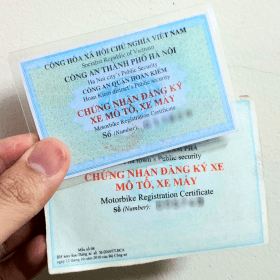 CỘNG HÒA XÃ HỘI CHỦ NGHĨA VIỆT NAM
Socialist Republic of Vietnam
CÔNG AN THÀNH PHỐ HÀ NỘI
Ha Noi city's Public Security
CÔNG AN QUẬN HOÀN KIẾM
Hoan Kiem district's Public Security
CHỨNG NHẬN ĐĂNG KÝ
XE MÔ TÔ, XE MÁY
Motorbike Registration Certificate
Số (Number):
PHÁ
town's Public security
CHỨNG NHẬN ĐĂNG KÝ XE
MÔ TÔ, XE MÁY
Motorbike Registration Certificate
Số (Number):